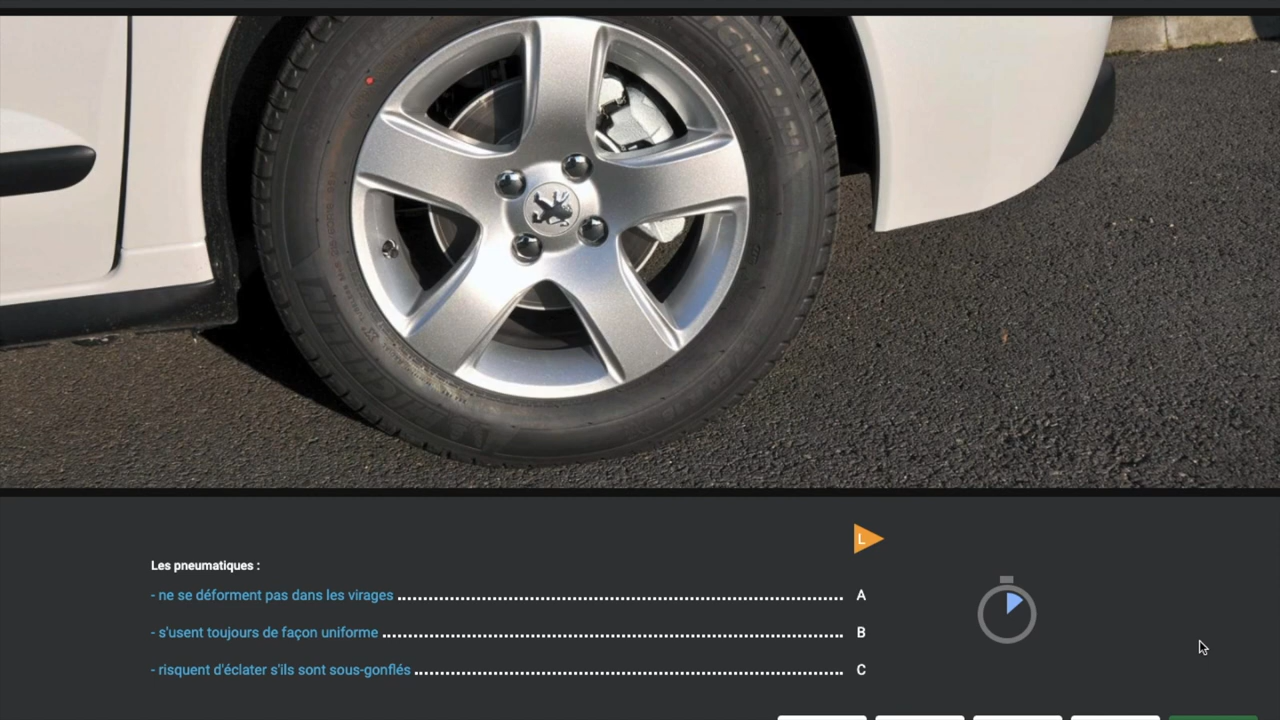 L
Les pneumatiques :
- ne se déforment pas dans les virages A
- s'usent toujours de façon uniforme B
- risquent d'éclater s'ils sont sous-gonflés C